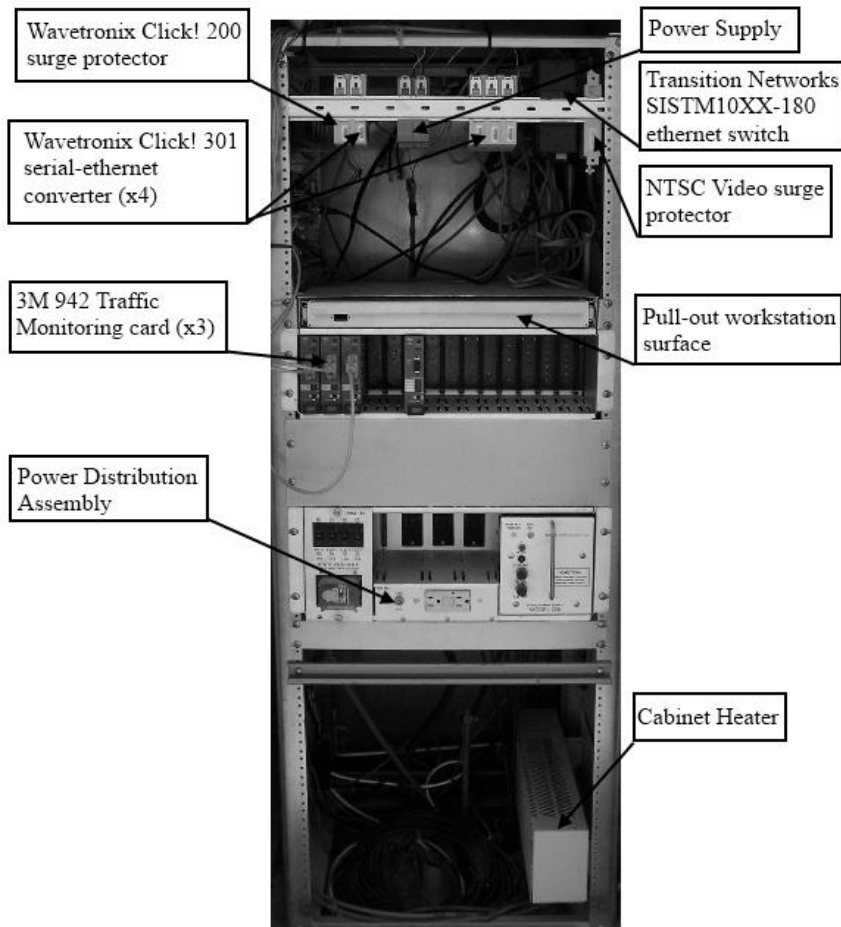 Wavetronix Click! 200
surge protector
Wavetronix Click! 301
serial-ethernet
converter (x4)
3M 942 Traffic
Monitoring card (x3)
Power Distribution
Assembly
Power Supply
Transition Networks
SISTM10XX-180
ethernet switch
NTSC Video surge
protector
Pull-out workstation
surface
Cabinet Heater